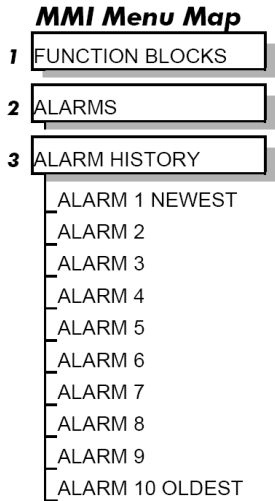 MMI Menu Map
1 FUNCTION BLOCKS
2 ALARMS
3 ALARM HISTORY
ALARM 1 NEWEST
ALARM 2
ALARM 3
ALARM 4
ALARM 5
ALARM 6
ALARM 7
ALARM 8
ALARM 9
ALARM 10 OLDEST